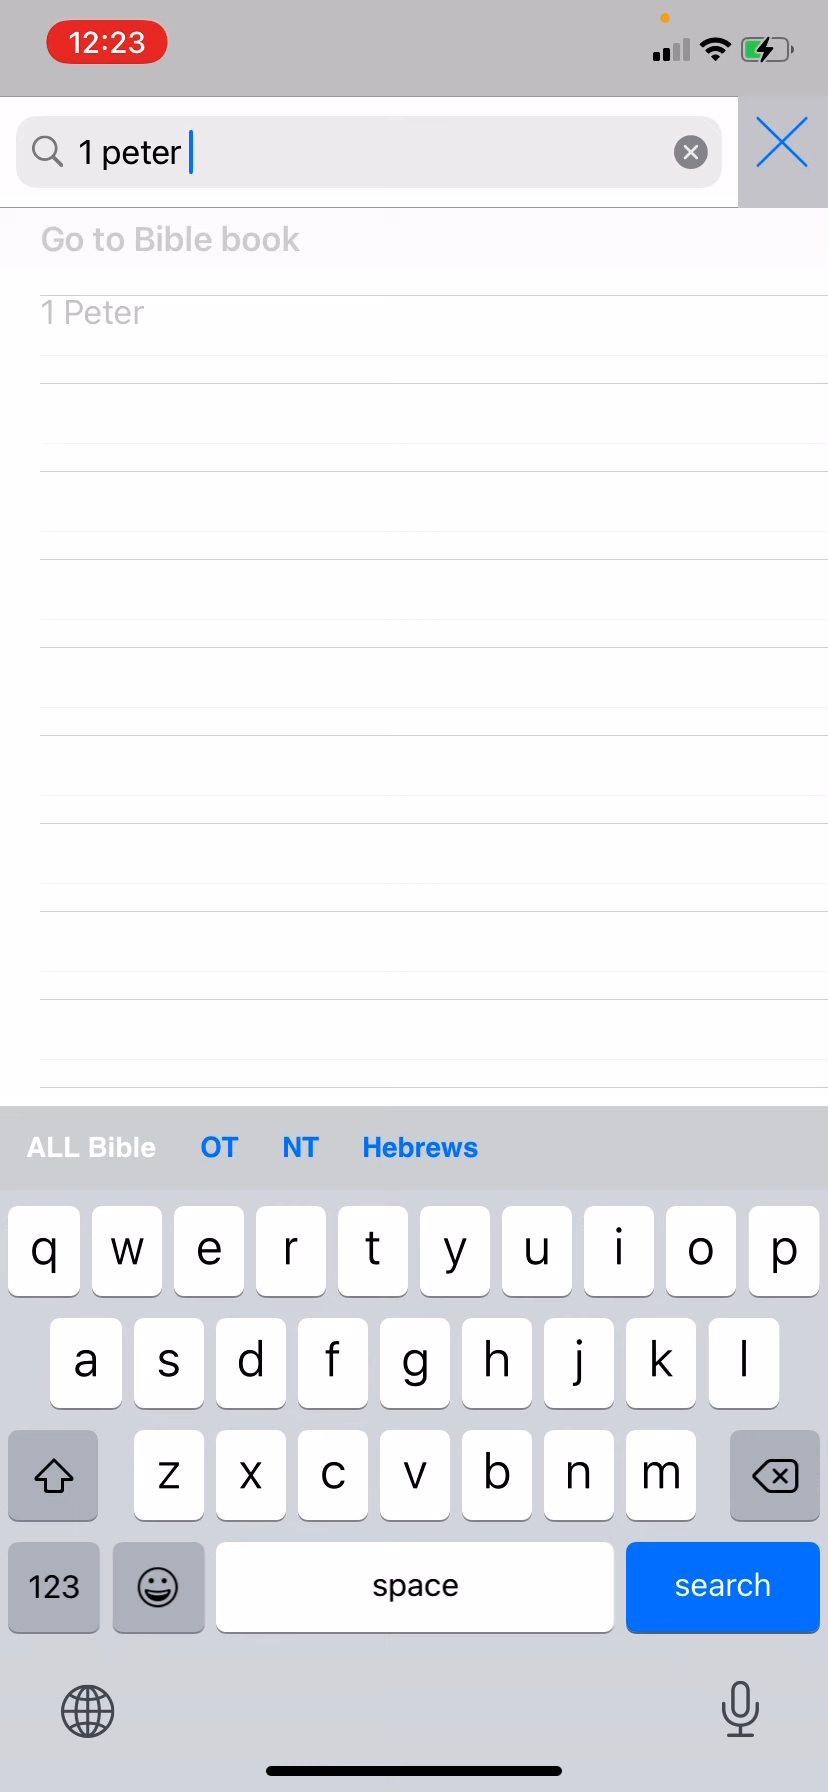 12:23
1 peter
Go to Bible book
1 Peter
ALL Bible OT NT Hebrews
q w e r t y u i o p
a s d f g h j k l
z x c v b n m
123 space search